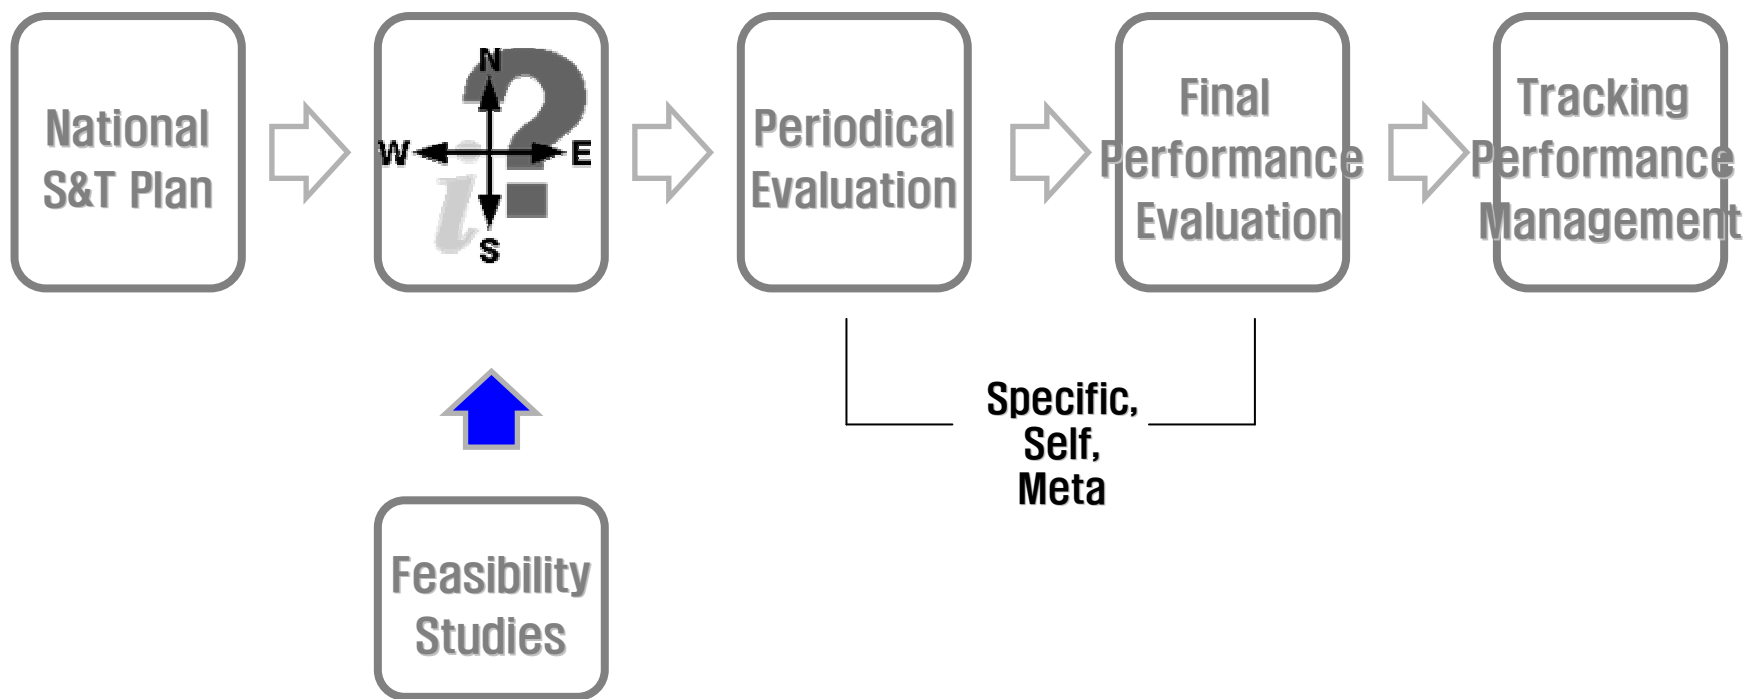 National
S&T Plan
N
W
E
S
?
i
Periodical
Evaluation
Final
Performance
Evaluation
Tracking
Performance
Management
Specific,
Self,
Meta
Feasibility
Studies